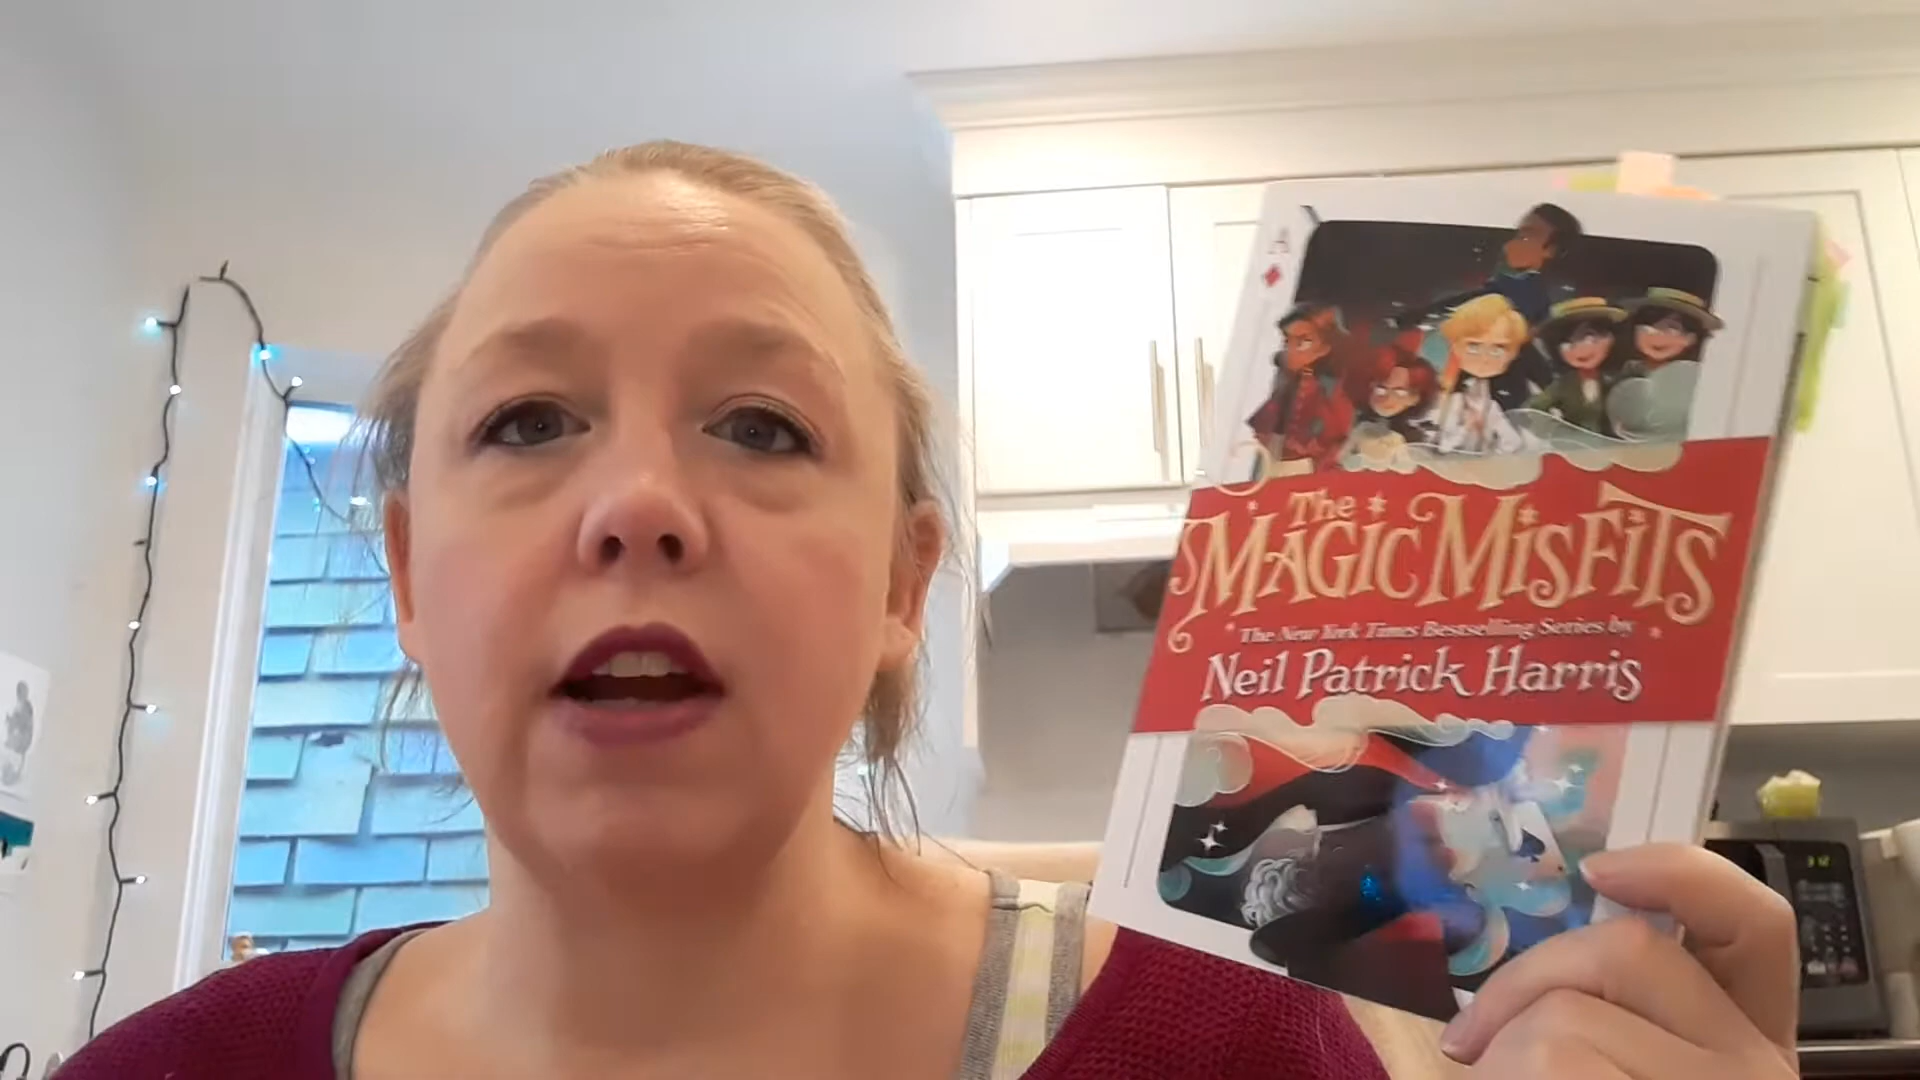 A
The
MAGIC MISFITS
The New York Times Bestselling Series by
Neil Patrick Harris